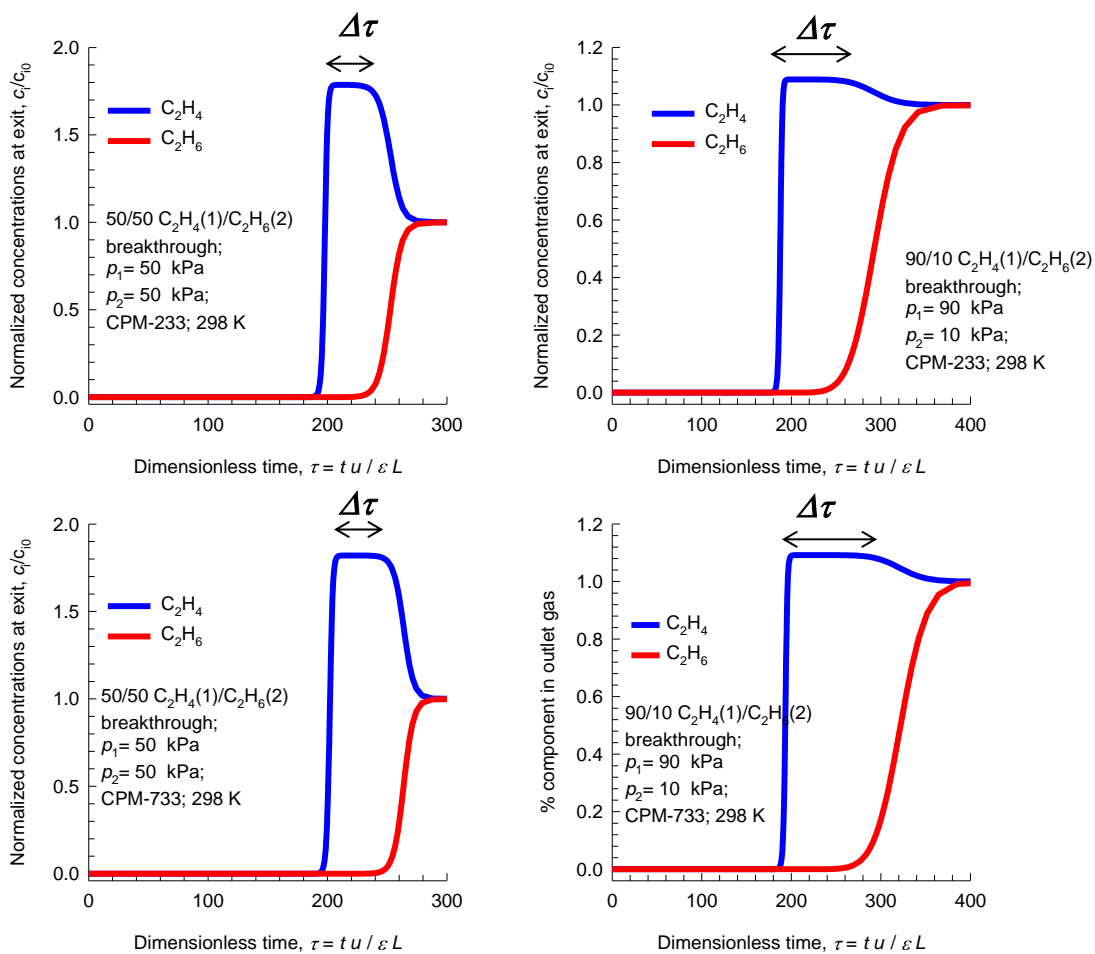 Δτ
2.0
1.5
1.0
0.5
0.0
Normalized concentrations at exit, cᵢ/cᵢ₀
C₂H₄
C₂H₆
50/50 C₂H₄(1)/C₂H₆(2)
breakthrough;
p₁= 50 kPa
p₂= 50 kPa;
CPM-233; 298 K
0 100 200 300
Dimensionless time, τ = t u / ε L
Δτ
1.2
1.0
0.8
0.6
0.4
0.2
0.0
Normalized concentrations at exit, cᵢ/cᵢ₀
C₂H₄
C₂H₆
90/10 C₂H₄(1)/C₂H₆(2)
breakthrough;
p₁= 90 kPa
p₂= 10 kPa;
CPM-233; 298 K
0 100 200 300 400
Dimensionless time, τ = t u / ε L
Δτ
2.0
1.5
1.0
0.5
0.0
Normalized concentrations at exit, cᵢ/cᵢ₀
C₂H₄
C₂H₆
50/50 C₂H₄(1)/C₂H₆(2)
breakthrough;
p₁= 50 kPa
p₂= 50 kPa;
CPM-733; 298 K
0 100 200 300
Dimensionless time, τ = t u / ε L
Δτ
1.2
1.0
0.8
0.6
0.4
0.2
0.0
% component in outlet gas
C₂H₄
C₂H₆
90/10 C₂H₄(1)/C₂H₆(2)
breakthrough;
p₁= 90 kPa
p₂= 10 kPa;
CPM-733; 298 K
0 100 200 300 400
Dimensionless time, τ = t u / ε L